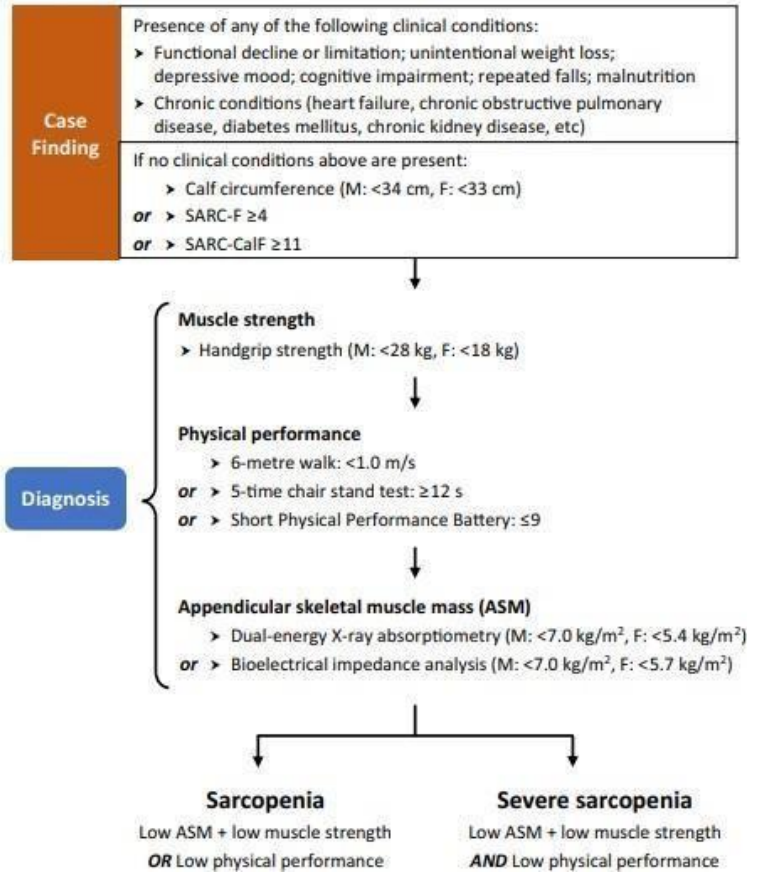 Case
Finding
Presence of any of the following clinical conditions:
➤ Functional decline or limitation; unintentional weight loss;
depressive mood; cognitive impairment; repeated falls; malnutrition
➤ Chronic conditions (heart failure, chronic obstructive pulmonary
disease, diabetes mellitus, chronic kidney disease, etc)
If no clinical conditions above are present:
➤ Calf circumference (M: <34 cm, F: <33 cm)
or ➤ SARC-F ≥4
or ➤ SARC-CalF ≥11
Diagnosis
Muscle strength
➤ Handgrip strength (M: <28 kg, F: <18 kg)
Physical performance
➤ 6-metre walk: <1.0 m/s
or ➤ 5-time chair stand test: ≥12 s
or ➤ Short Physical Performance Battery: ≤9
Appendicular skeletal muscle mass (ASM)
➤ Dual-energy X-ray absorptiometry (M: <7.0 kg/m², F: <5.4 kg/m²)
or ➤ Bioelectrical impedance analysis (M: <7.0 kg/m², F: <5.7 kg/m²)
Sarcopenia
Low ASM + low muscle strength
OR Low physical performance
Severe sarcopenia
Low ASM + low muscle strength
AND Low physical performance